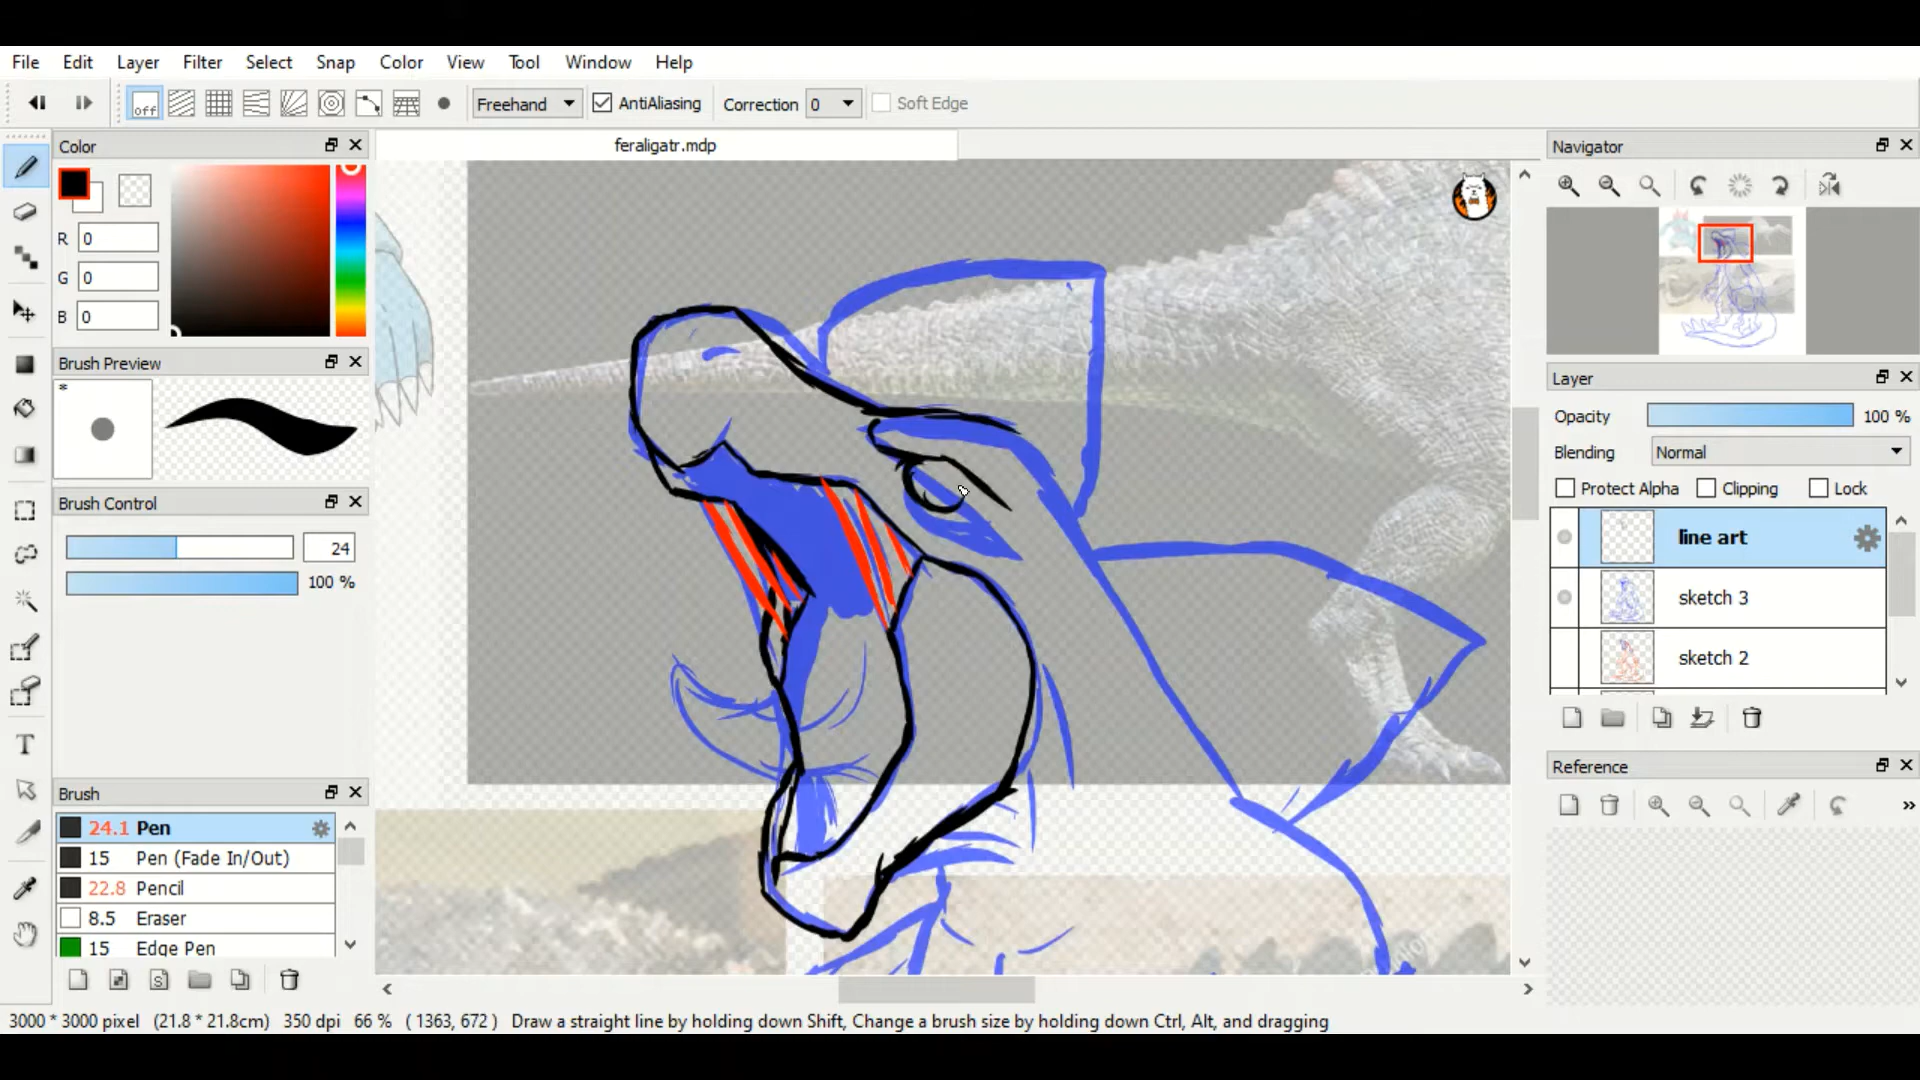 File Edit Layer Filter Select Snap Color View Tool Window Help
off Freehand AntiAliasing Correction 0 Soft Edge
Color
feraligatr.mdp
Navigator
R 0
G 0
B 0
Brush Preview
*
Layer
Opacity 100 %
Blending Normal
Protect Alpha Clipping Lock
Brush Control
24
100 %
line art
sketch 3
sketch 2
Reference
»
Brush
24.1 Pen
15 Pen (Fade In/Out)
22.8 Pencil
8.5 Eraser
15 Edge Pen
3000 * 3000 pixel (21.8 * 21.8cm) 350 dpi 66 % ( 1363, 672 ) Draw a straight line by holding down Shift, Change a brush size by holding down Ctrl, Alt, and dragging